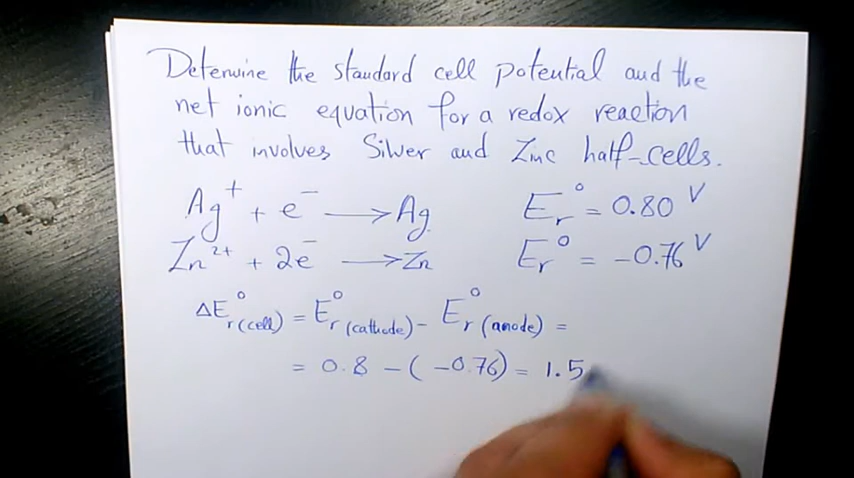 Determine the standard cell potential and the
net ionic equation for a redox reaction
that involves Silver and Zinc half-cells.
Ag⁺ + e⁻ → Ag Er° = 0.80 V
Zn²⁺ + 2e⁻ → Zn Er° = -0.76 V
ΔE°r(cell) = E°r(cathode) - E°r(anode) =
= 0.8 - (-0.76) = 1.5